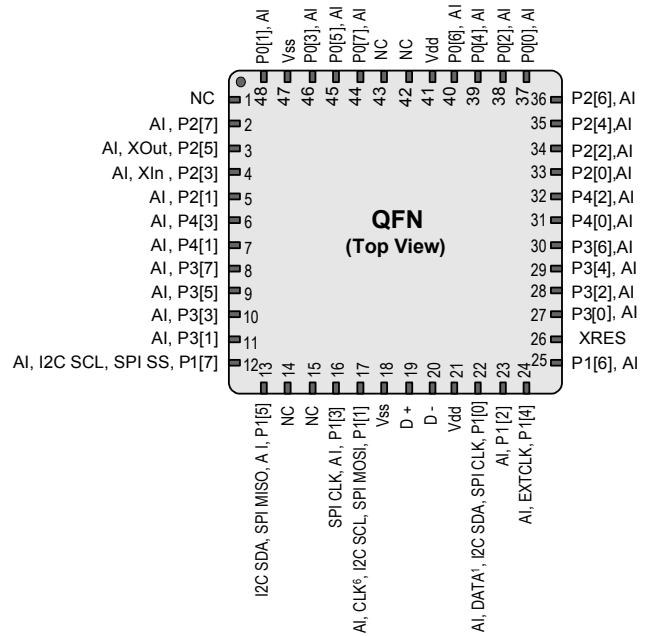 P0[1], AI
Vss
P0[3], AI
P0[5], AI
P0[7], AI
NC
NC
Vdd
P0[6], AI
P0[4], AI
P0[2], AI
P0[0], AI
48
47
46
45
44
43
42
41
40
39
38
37
NC 1
AI, P2[7] 2
AI, XOut, P2[5] 3
AI, XIn , P2[3] 4
AI, P2[1] 5
AI, P4[3] 6
AI, P4[1] 7
AI, P3[7] 8
AI, P3[5] 9
AI, P3[3] 10
AI, P3[1] 11
AI, I2C SCL, SPI SS, P1[7] 12
QFN
(Top View)
36 P2[6], AI
35 P2[4],AI
34 P2[2],AI
33 P2[0],AI
32 P4[2], AI
31 P4[0],AI
30 P3[6],AI
29 P3[4], AI
28 P3[2],AI
27 P3[0], AI
26 XRES
25 P1[6], AI
13
14
15
16
17
18
19
20
21
22
23
24
I2C SDA, SPI MISO, A I, P1[5]
NC
NC
SPI CLK, A I, P1[3]
AI, CLK⁶, I2C SCL, SPI MOSI, P1[1]
Vss
D +
D -
Vdd
AI, DATA¹, I2C SDA, SPI CLK, P1[0]
AI, P1[2]
AI, EXTCLK, P1[4]